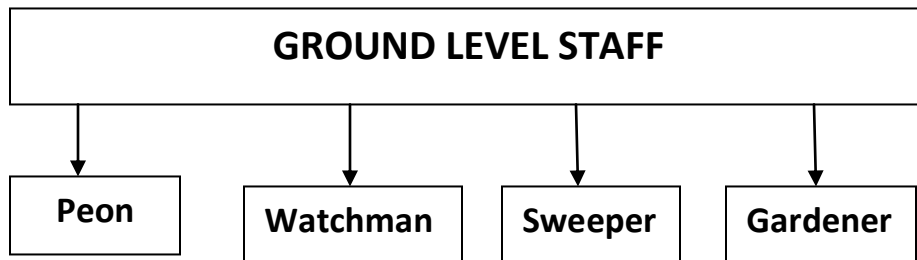 GROUND LEVEL STAFF
Peon
Watchman
Sweeper
Gardener